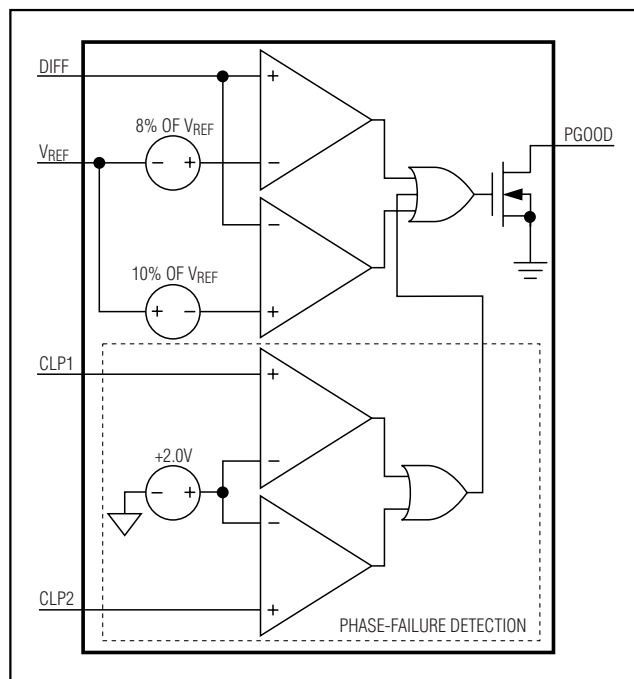 DIFF
8% OF VREF
VREF
PGOOD
+
−
− +
−
10% OF VREF
+ −
+
CLP1
+
+2.0V
−
− +
−
CLP2
+
PHASE-FAILURE DETECTION